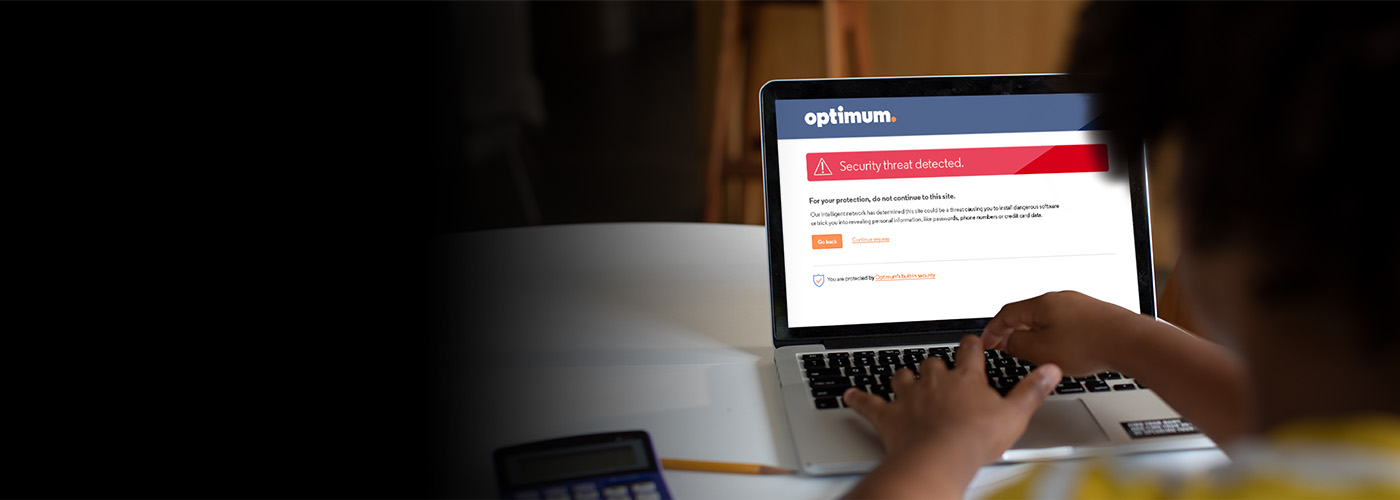 optimum.
Security threat detected.
For your protection, do not continue to this site.
Our intelligent network has determined this site could be a threat causing you to install dangerous software
or trick you into revealing personal information, like passwords, phone numbers or credit card data.
Go back
Continue anyway
You are protected by Optimum's built-in security